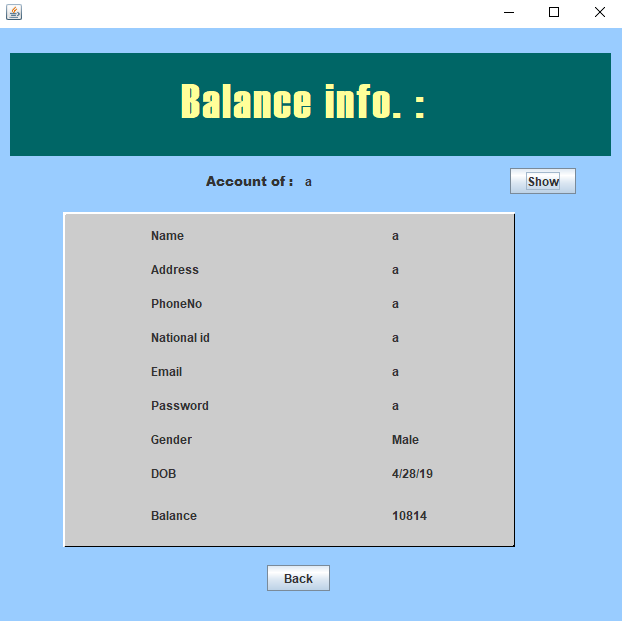 Balance info. :
Account of : a
Show
Name a
Address a
PhoneNo a
National id a
Email a
Password a
Gender Male
DOB 4/28/19
Balance 10814
Back